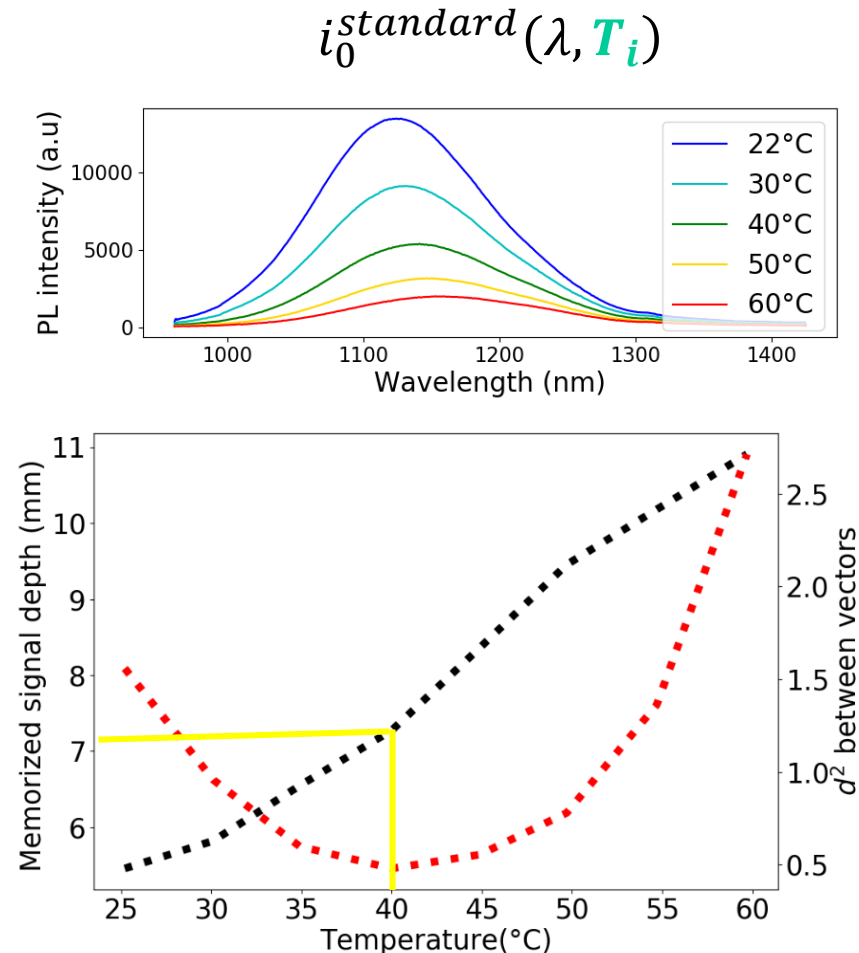 i_0^{standard}(λ, T_i)
PL intensity (a.u)
10000
5000
0
22°C
30°C
40°C
50°C
60°C
1000 1100 1200 1300 1400
Wavelength (nm)
Memorized signal depth (mm)
11
10
9
8
7
6
2.5
2.0
1.5
1.0
0.5
d² between vectors
25 30 35 40 45 50 55 60
Temperature(°C)